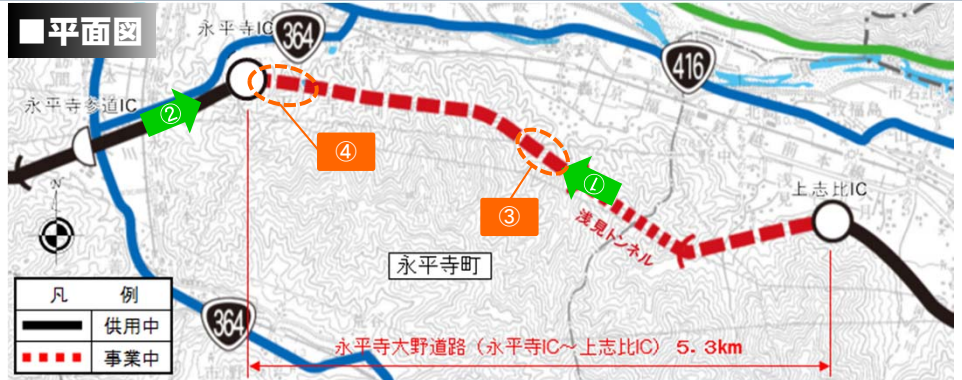 ■平面図
永平寺IC
364
416
永平寺参道IC
②
④
①
③
上志比IC
浅見トンネル
永平寺町
N
凡 例
供用中
事業中
364
永平寺大野道路（永平寺IC～上志比IC） 5.3km